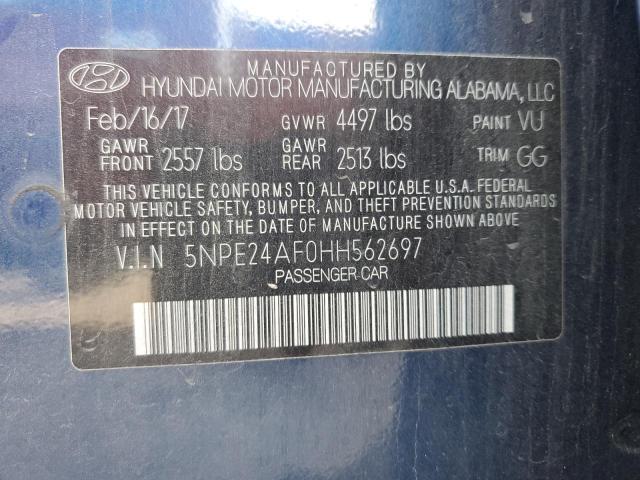 MANUFACTURED BY
HYUNDAI MOTOR MANUFACTURING ALABAMA, LLC
Feb/16/17 GVWR 4497 lbs PAINT VU
GAWR FRONT 2557 lbs GAWR REAR 2513 lbs TRIM GG
THIS VEHICLE CONFORMS TO ALL APPLICABLE U.S.A. FEDERAL
MOTOR VEHICLE SAFETY, BUMPER, AND THEFT PREVENTION STANDARDS
IN EFFECT ON THE DATE OF MANUFACTURE SHOWN ABOVE.
V.I.N 5NPE24AF0HH562697
PASSENGER CAR